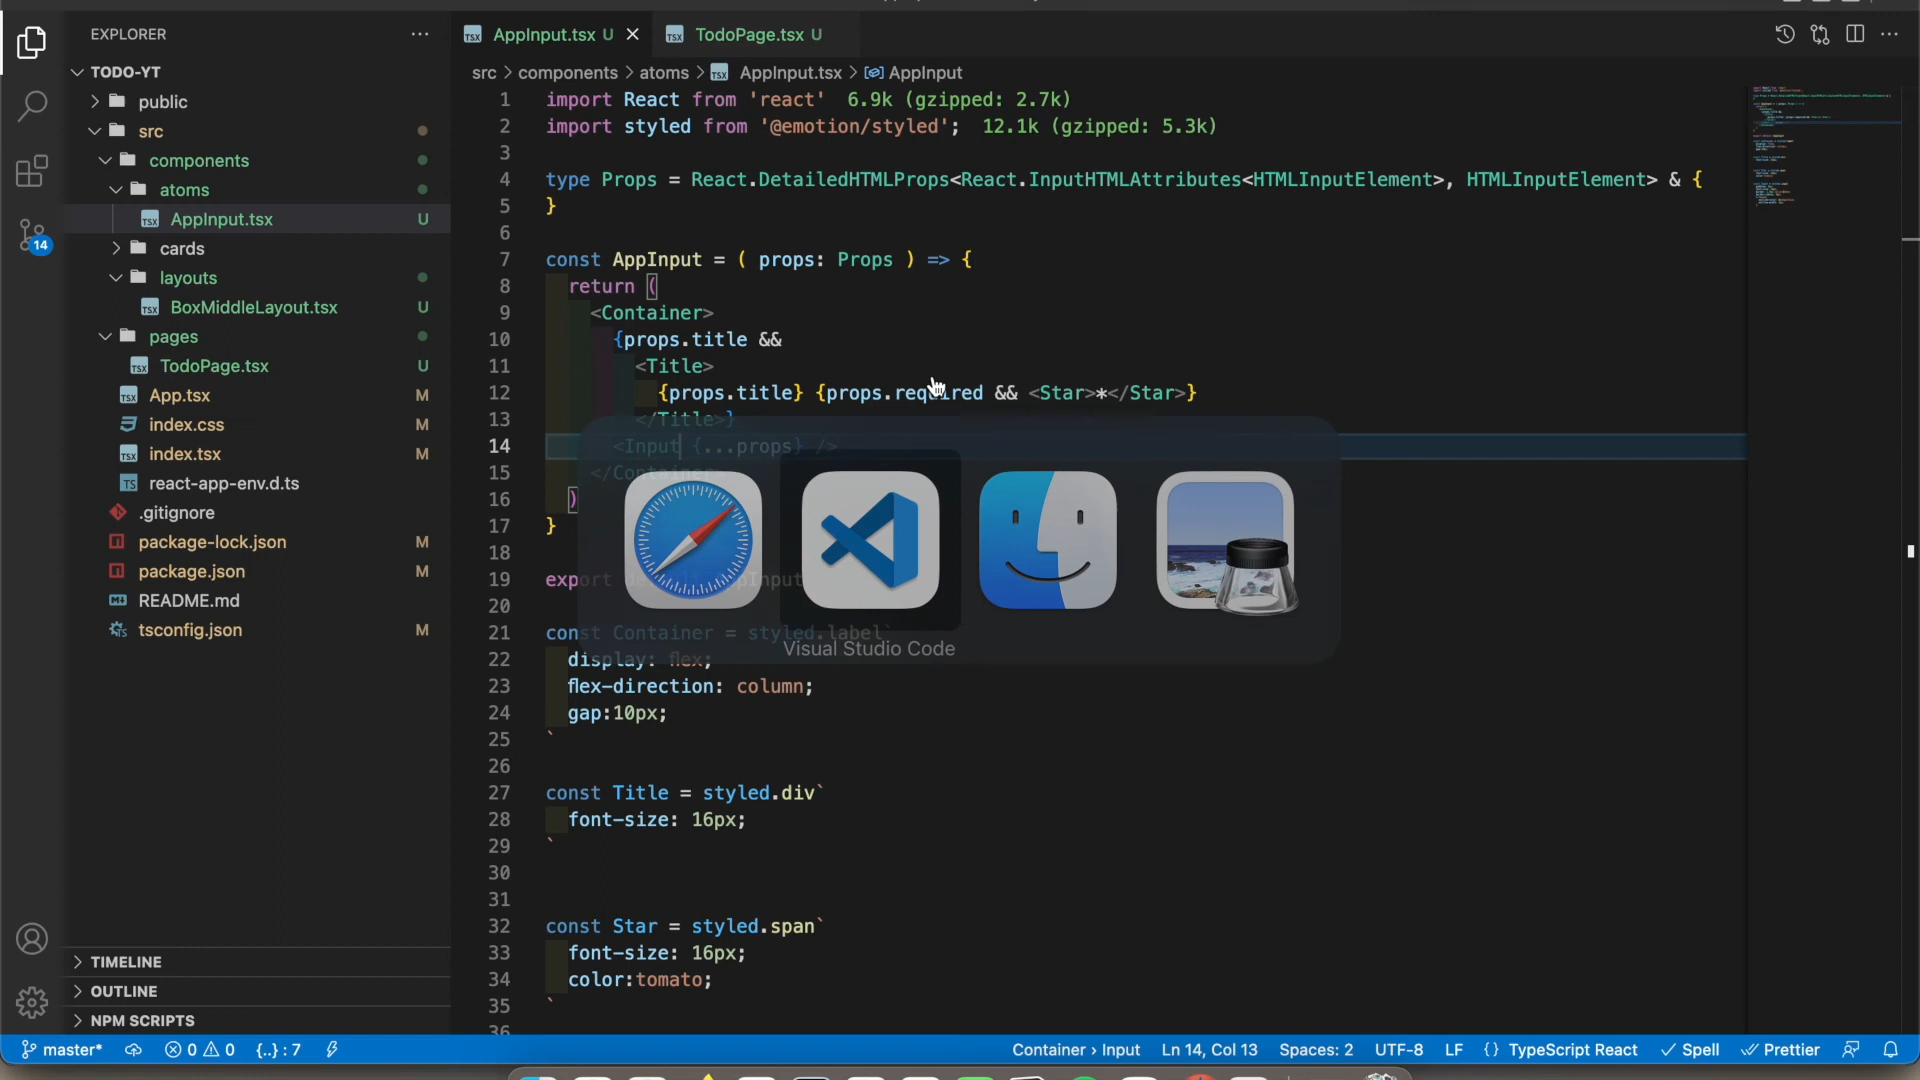 EXPLORER
TODO-YT
public
src
components
atoms
AppInput.tsx U
cards
layouts
BoxMiddleLayout.tsx U
pages
TodoPage.tsx U
App.tsx M
index.css M
index.tsx M
react-app-env.d.ts
.gitignore
package-lock.json M
package.json M
README.md
tsconfig.json M
TIMELINE
OUTLINE
NPM SCRIPTS
14
AppInput.tsx U
TodoPage.tsx U
src > components > atoms > AppInput.tsx > AppInput
1 import React from 'react' 6.9k (gzipped: 2.7k)
2 import styled from '@emotion/styled'; 12.1k (gzipped: 5.3k)
3
4 type Props = React.DetailedHTMLProps<React.InputHTMLAttributes<HTMLInputElement>, HTMLInputElement> & {
5 }
6
7 const AppInput = ( props: Props ) => {
8 return (
9 <Container>
10 {props.title &&
11 <Title>
12 {props.title} {props.required && <Star>*</Star>}
13 </Title>}
14 <Input {...props} />
15 </Container>
16 )
17 }
18
19 export default AppInput
20
21 const Container = styled.label`
22 display: flex;
23 flex-direction: column;
24 gap:10px;
25 `
26
27 const Title = styled.div`
28 font-size: 16px;
29 `
30
31
32 const Star = styled.span`
33 font-size: 16px;
34 color:tomato;
35 `
36
Visual Studio Code
master* 0 0 {..} : 7
Container › Input Ln 14, Col 13 Spaces: 2 UTF-8 LF {} TypeScript React Spell Prettier